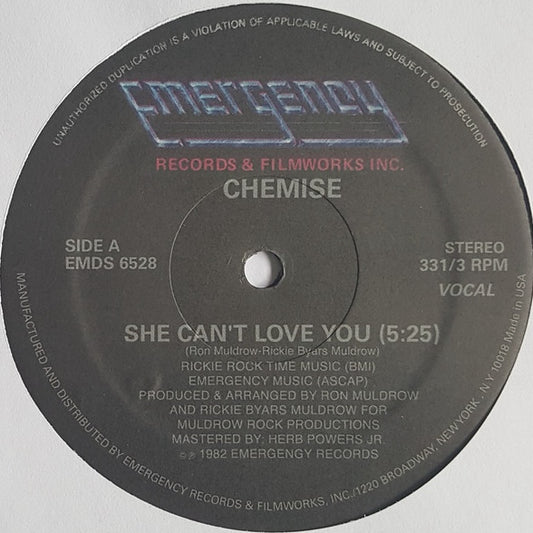 UNAUTHORIZED DUPLICATION IS A VIOLATION OF APPLICABLE LAWS AND SUBJECT TO PROSECUTION
EMERGENCY
RECORDS & FILMWORKS INC.
CHEMISE
SIDE A
EMDS 6528
STEREO
331/3 RPM
VOCAL
SHE CAN'T LOVE YOU (5:25)
(Ron Muldrow-Rickie Byars Muldrow)
RICKIE ROCK TIME MUSIC (BMI)
EMERGENCY MUSIC (ASCAP)
PRODUCED & ARRANGED BY RON MULDROW
AND RICKIE BYARS MULDROW FOR
MULDROW ROCK PRODUCTIONS
MASTERED BY: HERB POWERS JR.
© ℗ 1982 EMERGENGY RECORDS
MANUFACTURED AND DISTRIBUTED BY EMERGENCY RECORDS & FILMWORKS, INC./1220 BROADWAY, NEW YORK, N.Y. 10018 Made in USA